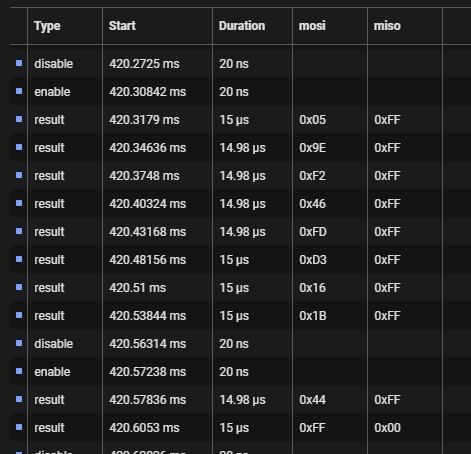 Type Start Duration mosi miso
disable 420.2725 ms 20 ns
enable 420.30842 ms 20 ns
result 420.3179 ms 15 µs 0x05 0xFF
result 420.34636 ms 14.98 µs 0x9E 0xFF
result 420.3748 ms 14.98 µs 0xF2 0xFF
result 420.40324 ms 14.98 µs 0x46 0xFF
result 420.43168 ms 14.98 µs 0xFD 0xFF
result 420.48156 ms 15 µs 0xD3 0xFF
result 420.51 ms 15 µs 0x16 0xFF
result 420.53844 ms 15 µs 0x1B 0xFF
disable 420.56314 ms 20 ns
enable 420.57238 ms 20 ns
result 420.57836 ms 14.98 µs 0x44 0xFF
result 420.6053 ms 15 µs 0xFF 0x00